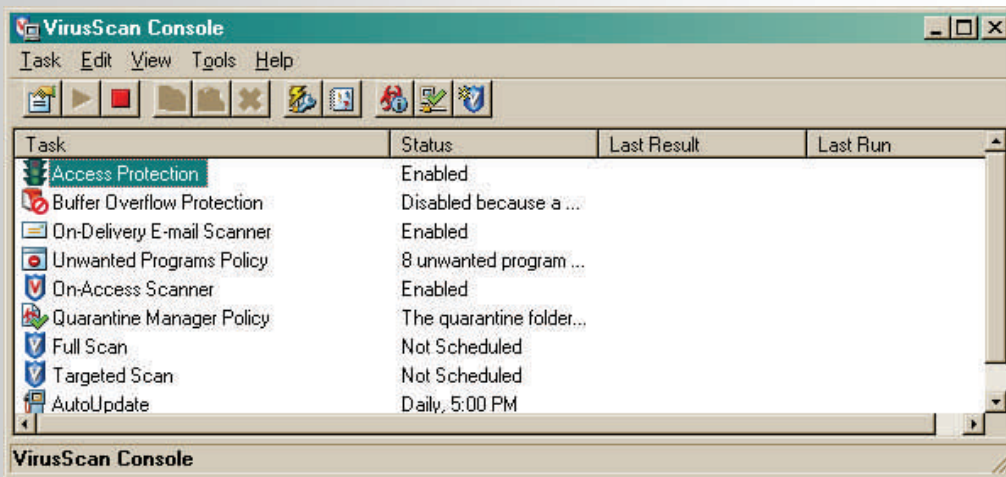 VirusScan Console
Task Edit View Tools Help
Task Status Last Result Last Run
Access Protection Enabled
Buffer Overflow Protection Disabled because a ...
On-Delivery E-mail Scanner Enabled
Unwanted Programs Policy 8 unwanted program ...
On-Access Scanner Enabled
Quarantine Manager Policy The quarantine folder...
Full Scan Not Scheduled
Targeted Scan Not Scheduled
AutoUpdate Daily, 5:00 PM
VirusScan Console